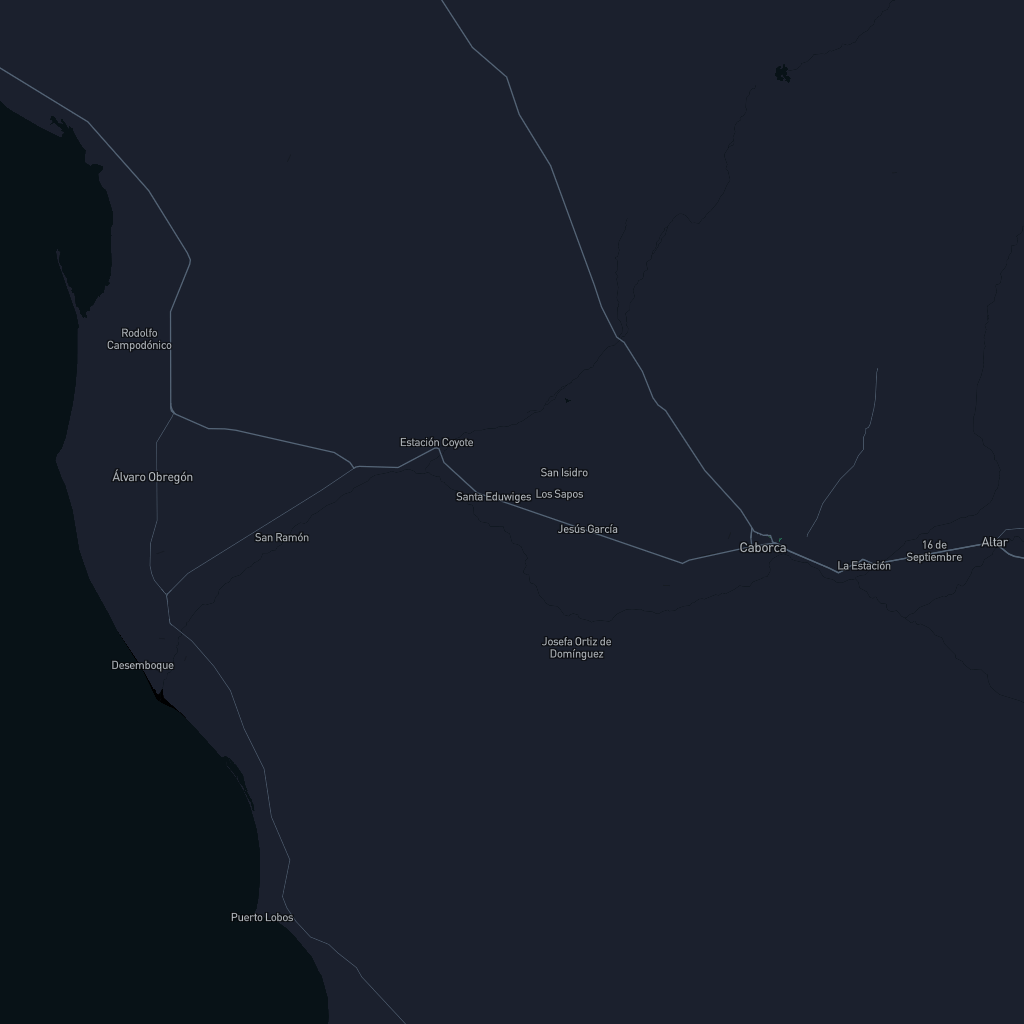 Rodolfo
Campodónico
Estación Coyote
Álvaro Obregón
San Isidro
Santa Eduwiges
Los Sapos
Jesús García
San Ramón
Caborca
16 de
Septiembre
Altar
La Estación
Josefa Ortiz de
Domínguez
Desemboque
Puerto Lobos